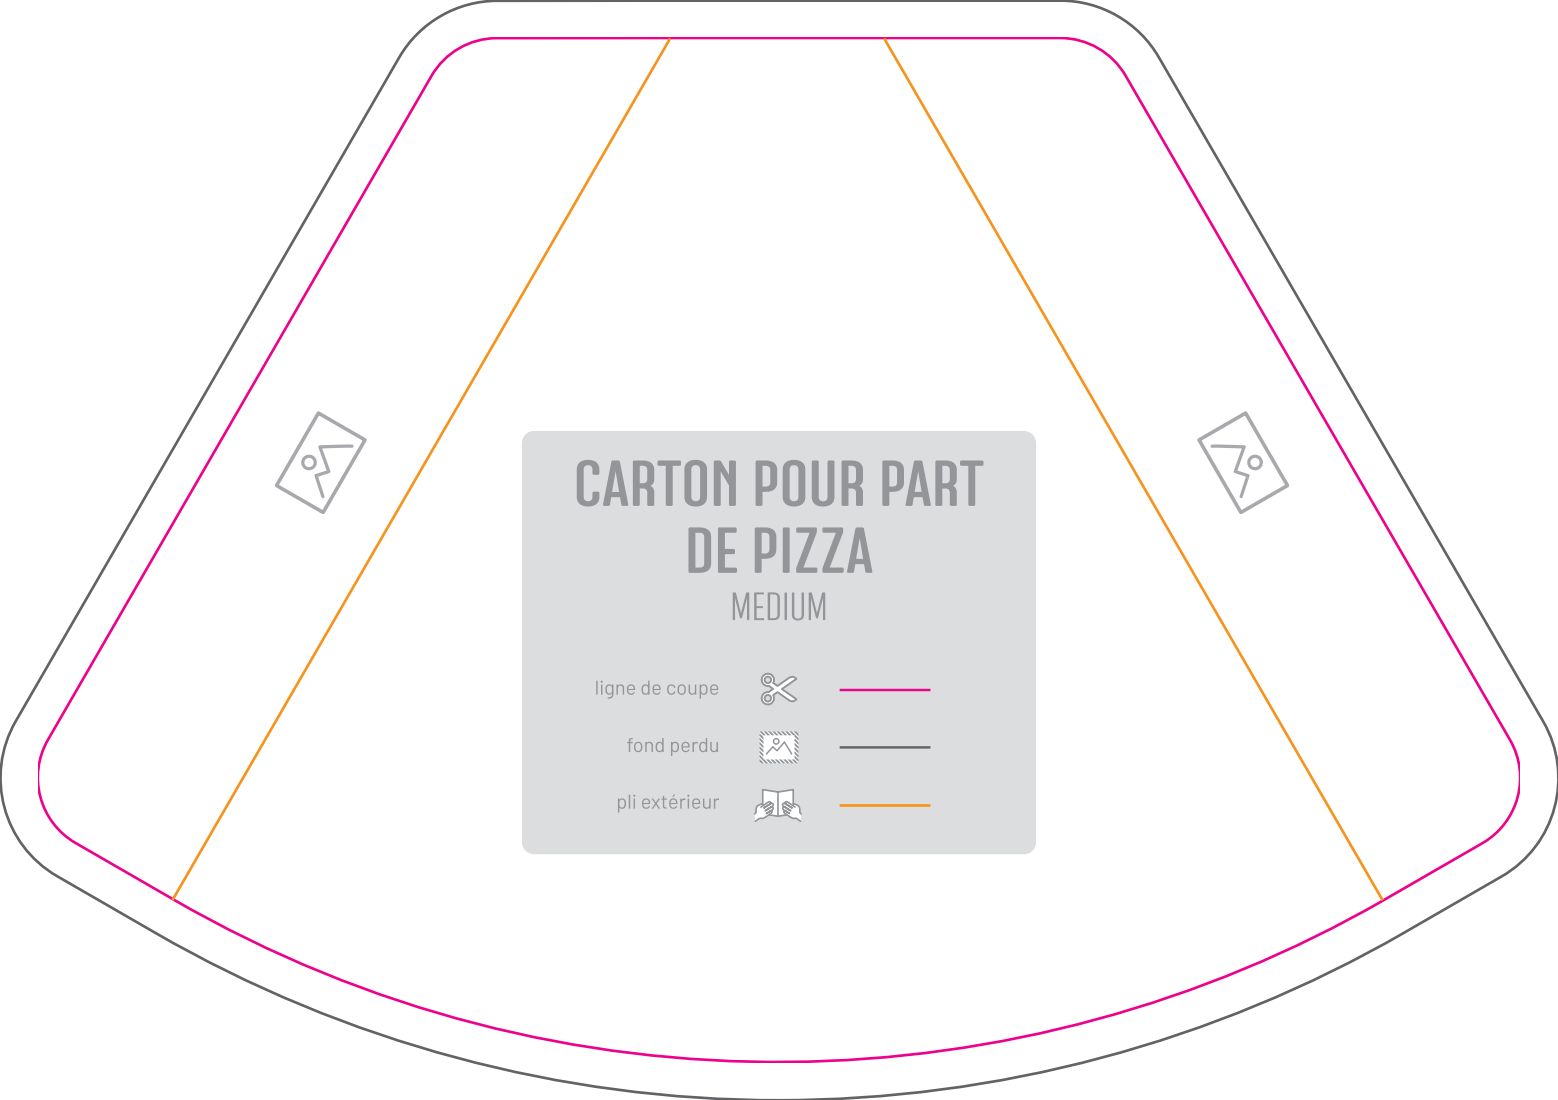 CARTON POUR PART
DE PIZZA
MEDIUM
ligne de coupe
fond perdu
pli extérieur